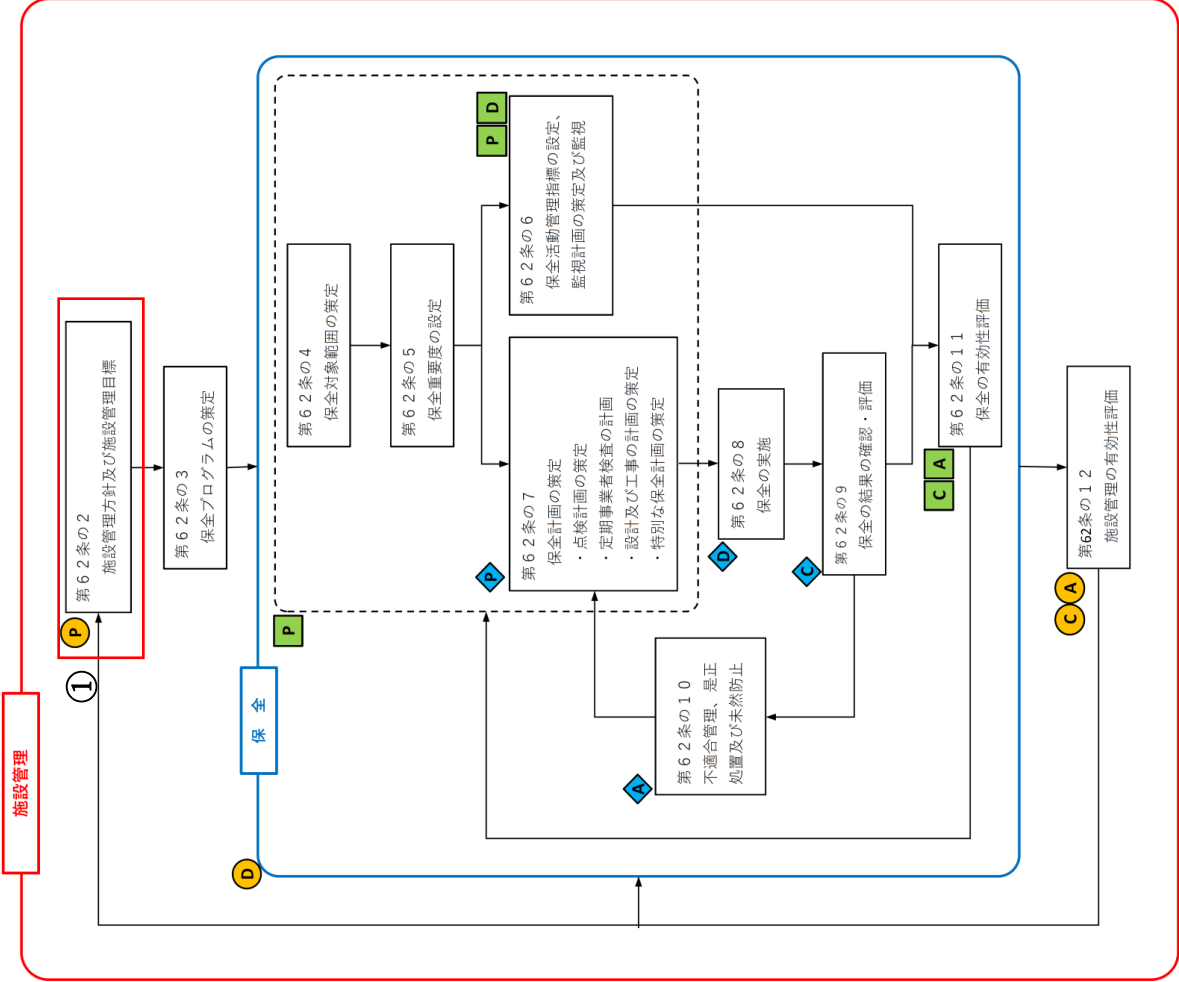 施設管理
①
P
第６２条の２
施設管理方針及び施設管理目標
第６２条の３
保全プログラムの策定
D
保 全
P
第６２条の４
保全対象範囲の策定
第６２条の５
保全重要度の設定
P
第６２条の７
保全計画の策定
・点検計画の策定
・定期事業者検査の計画
・設計及び工事の計画の策定
・特別な保全計画の策定
P D
第６２条の６
保全活動管理指標の設定、
監視計画の策定及び監視
D
第６２条の８
保全の実施
C
第６２条の９
保全の結果の確認・評価
A
第６２条の１０
不適合管理、是正
処置及び未然防止
C A
第６２条の１１
保全の有効性評価
C A
第62条の１２
施設管理の有効性評価